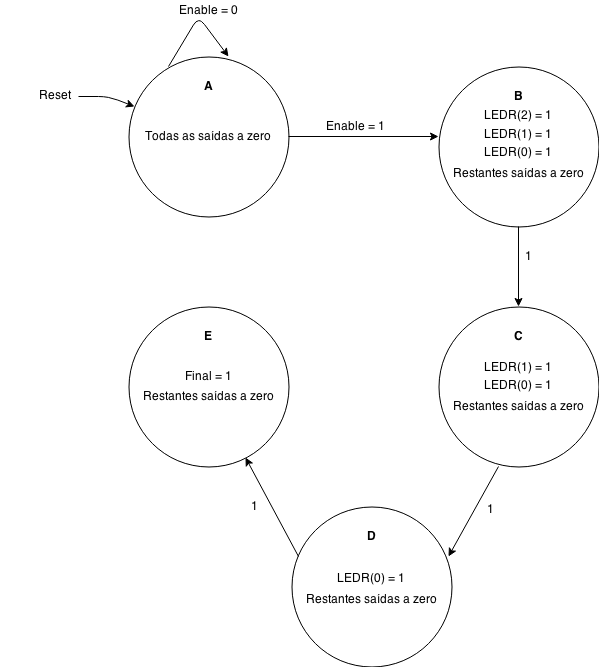 Enable = 0
Reset
A
Todas as saidas a zero
Enable = 1
B
LEDR(2) = 1
LEDR(1) = 1
LEDR(0) = 1
Restantes saidas a zero
1
C
LEDR(1) = 1
LEDR(0) = 1
Restantes saidas a zero
1
D
LEDR(0) = 1
Restantes saidas a zero
1
E
Final = 1
Restantes saidas a zero